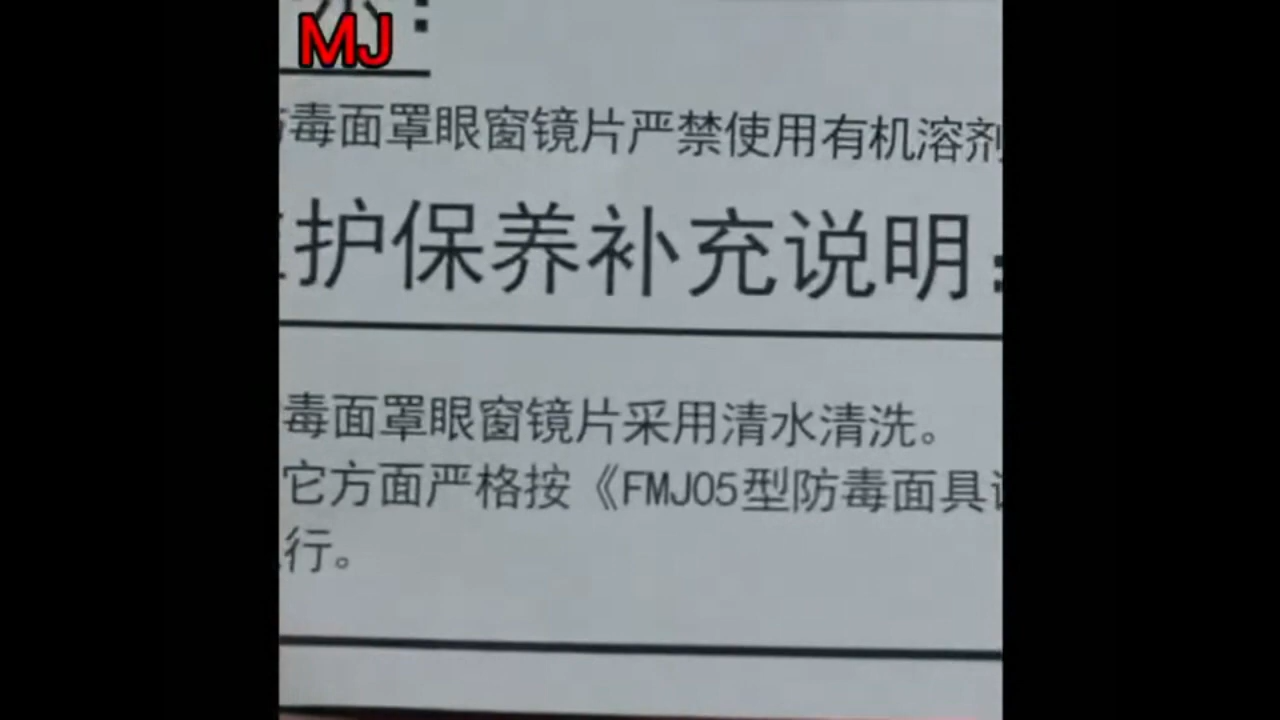 MJ
毒面罩眼窗镜片严禁使用有机溶剂
护保养补充说明：
毒面罩眼窗镜片采用清水清洗。
它方面严格按《FMJ05型防毒面具
行。